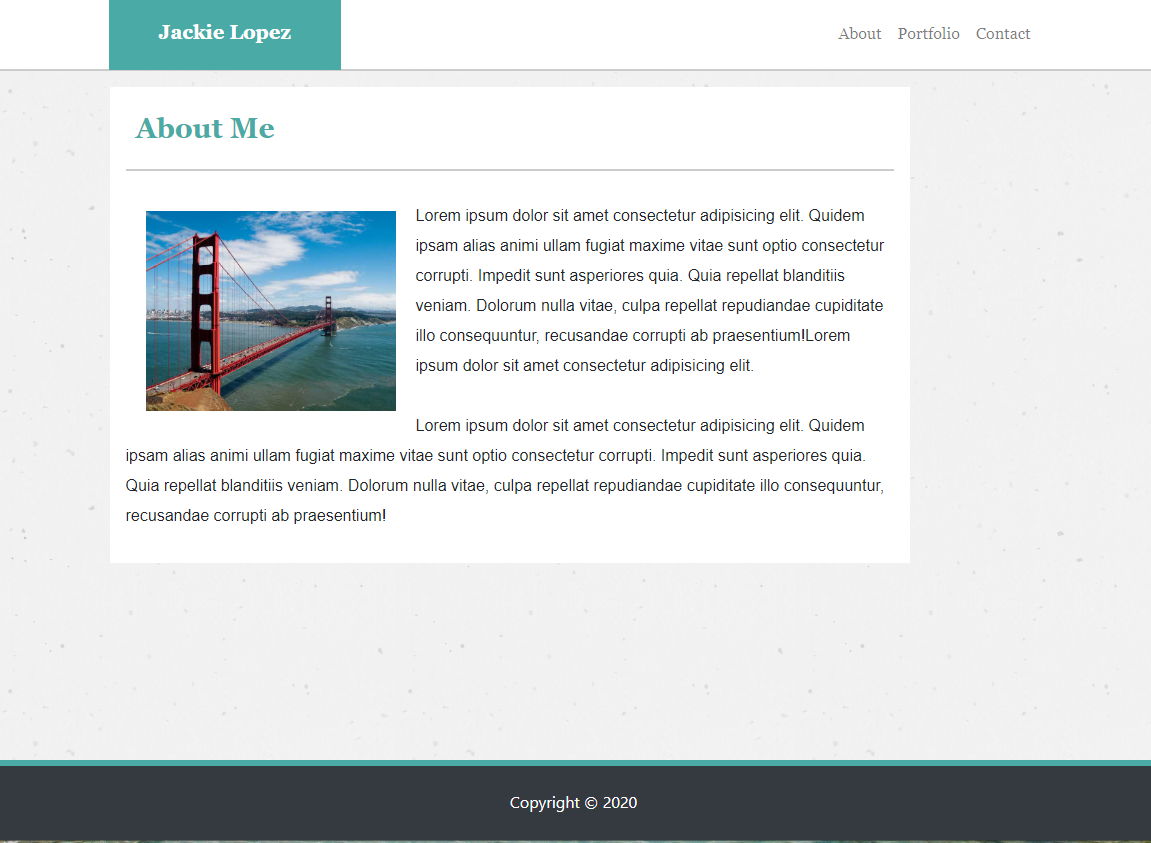 Jackie Lopez
About Portfolio Contact
About Me
Lorem ipsum dolor sit amet consectetur adipisicing elit. Quidem
ipsam alias animi ullam fugiat maxime vitae sunt optio consectetur
corrupti. Impedit sunt asperiores quia. Quia repellat blanditiis
veniam. Dolorum nulla vitae, culpa repellat repudiandae cupiditate
illo consequuntur, recusandae corrupti ab praesentium!Lorem
ipsum dolor sit amet consectetur adipisicing elit.
Lorem ipsum dolor sit amet consectetur adipisicing elit. Quidem
ipsam alias animi ullam fugiat maxime vitae sunt optio consectetur corrupti. Impedit sunt asperiores quia.
Quia repellat blanditiis veniam. Dolorum nulla vitae, culpa repellat repudiandae cupiditate illo consequuntur,
recusandae corrupti ab praesentium!
Copyright © 2020